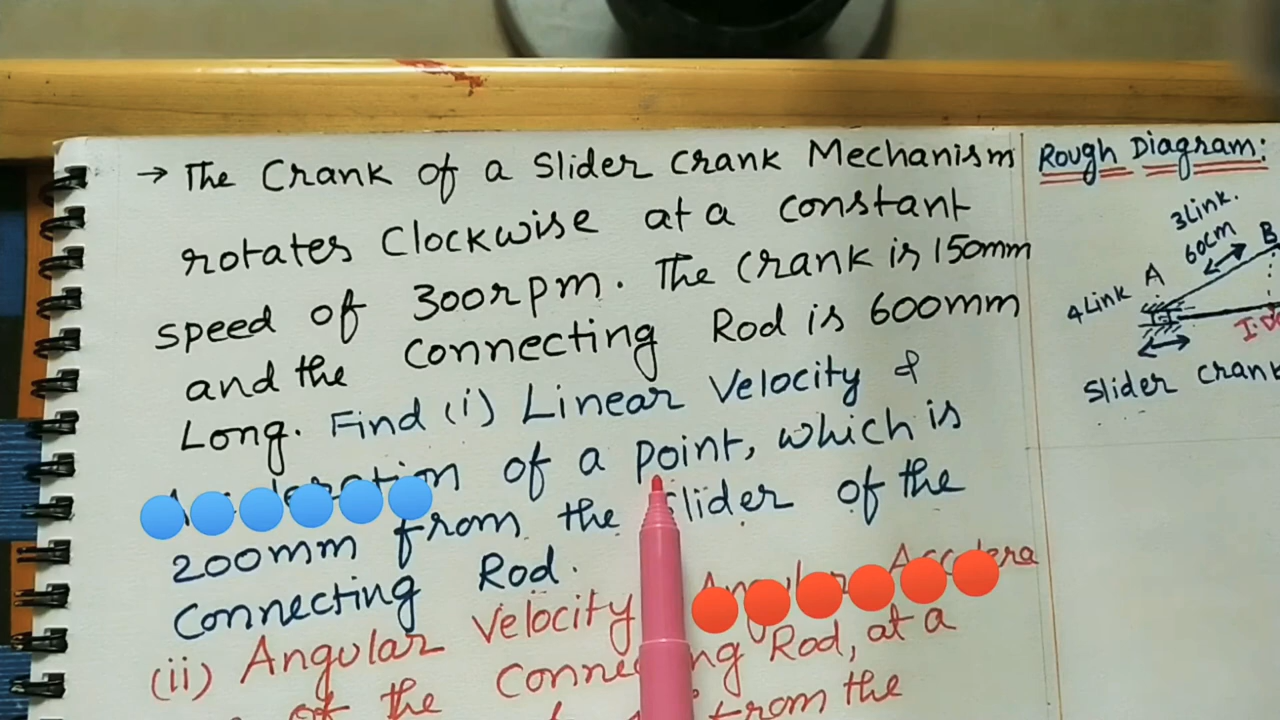 → The Crank of a Slider Crank Mechanism
rotates Clockwise at a constant
speed of 300rpm. The Crank is 150mm
and the connecting Rod is 600mm
Long. Find (i) Linear Velocity &
of a point, which is
200mm from the Slider of the
Connecting Rod.
(ii) Angular Velocity
of the Connecting Rod, at a
from the
Rough Diagram:
3Link.
60cm
B
A
4Link
Slider Crank